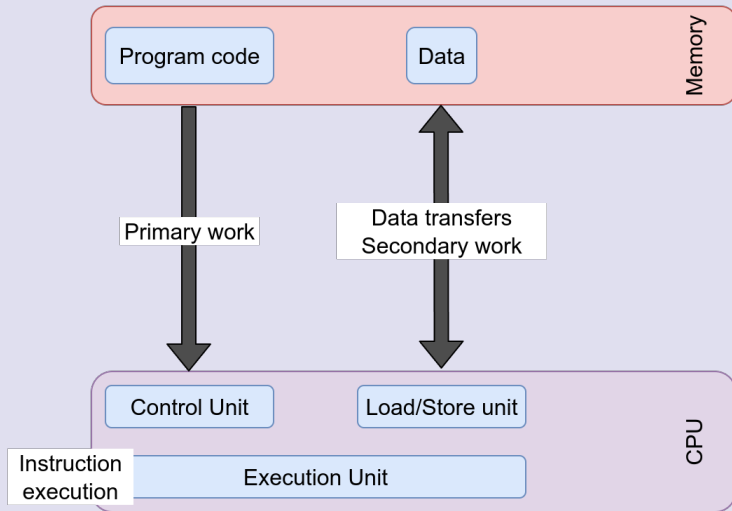 Program code
Data
Memory
Primary work
Data transfers
Secondary work
Control Unit
Load/Store unit
CPU
Instruction
execution
Execution Unit